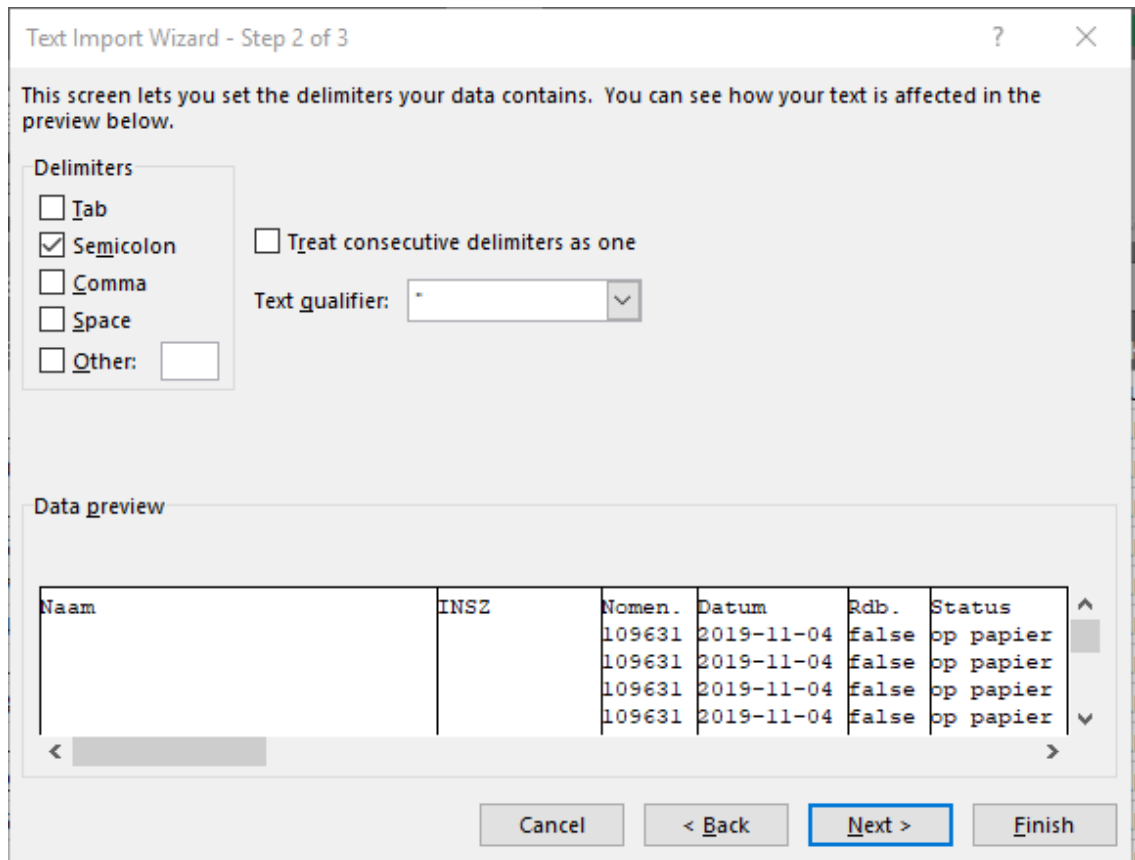 Text Import Wizard - Step 2 of 3
This screen lets you set the delimiters your data contains.  You can see how your text is affected in the
preview below.
Delimiters
Tab
Semicolon
Comma
Space
Other:
Treat consecutive delimiters as one
Text qualifier: "
Data preview
Naam INSZ Nomen. Datum Rdb. Status
109631 2019-11-04 false op papier
109631 2019-11-04 false op papier
109631 2019-11-04 false op papier
109631 2019-11-04 false op papier
Cancel < Back Next > Finish